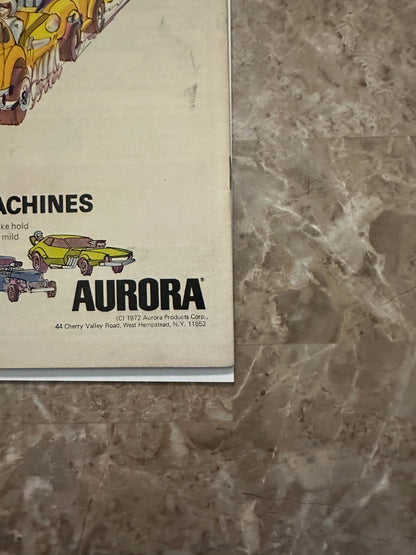 ACHINES
ke hold
mild
AURORA®
(C) 1972 Aurora Products Corp.,
44 Cherry Valley Road, West Hempstead, N.Y. 11552